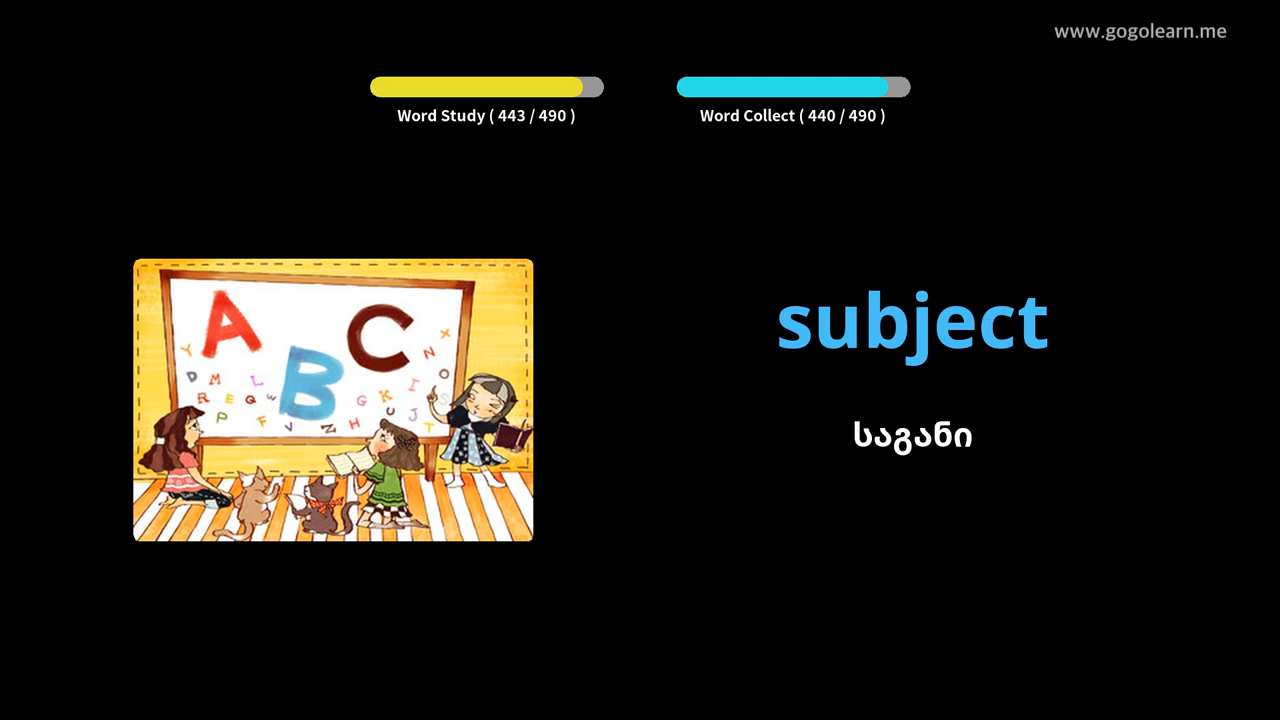 www.gogolearn.me
Word Study ( 443 / 490 )
Word Collect ( 440 / 490 )
A
C
B
X
Y
N
D
M
L
O
I
R
E
Q
W
G
K
S
P
F
V
Z
H
U
J
T
subject
საგანი